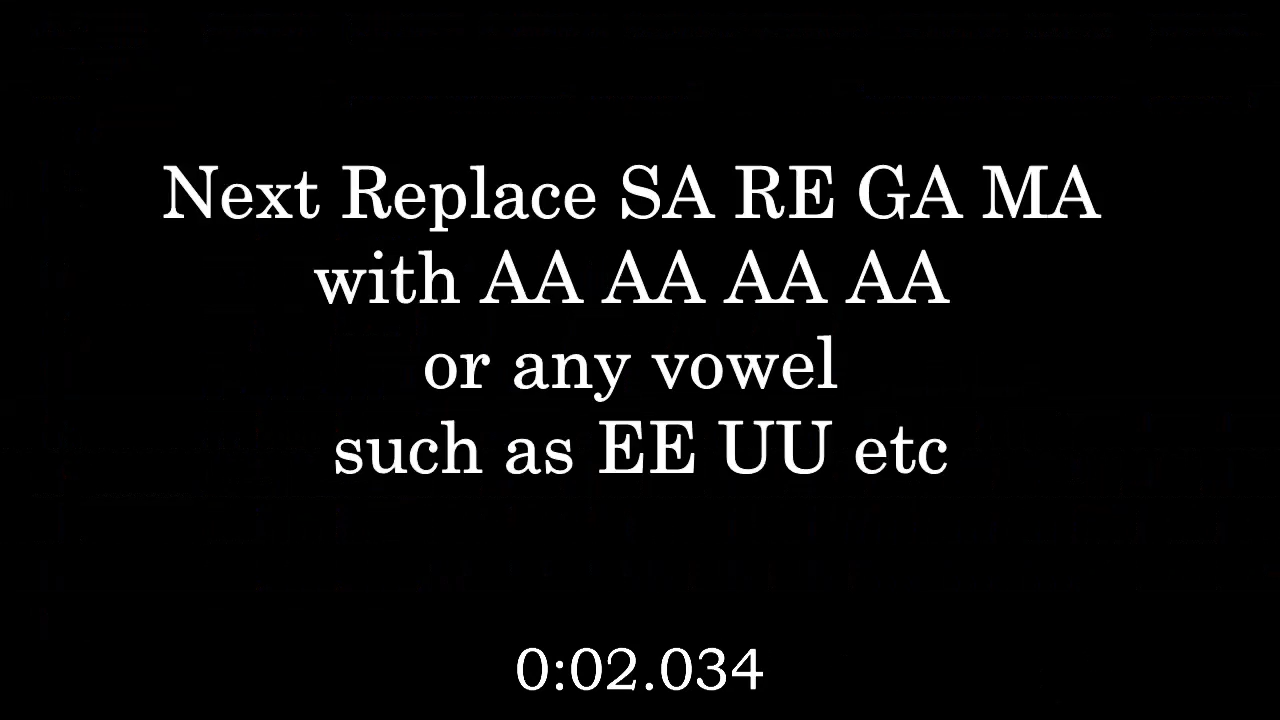 Next Replace SA RE GA MA
with AA AA AA AA
or any vowel
such as EE UU etc
0:02.034